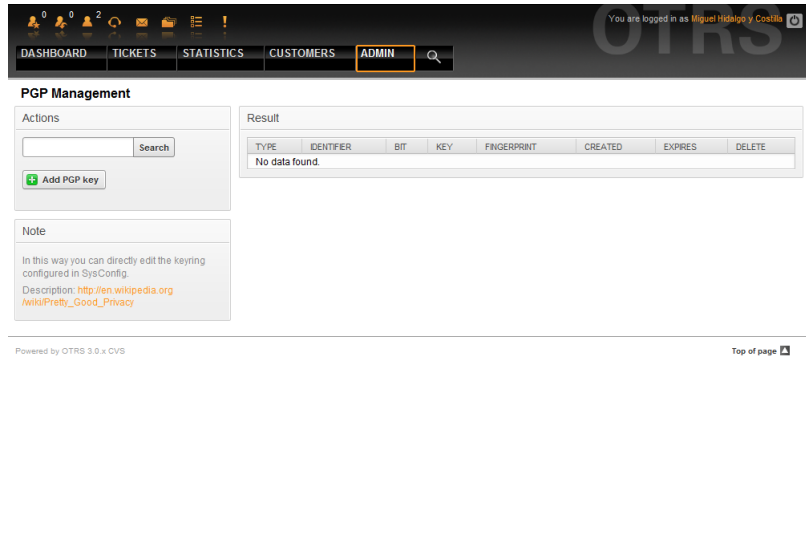 0 0 2
You are logged in as Miguel Hidalgo y Costilla
OTRS
DASHBOARD TICKETS STATISTICS CUSTOMERS ADMIN
PGP Management
Actions
Search
Add PGP key
Note
In this way you can directly edit the keyring
configured in SysConfig.
Description: http://en.wikipedia.org
/wiki/Pretty_Good_Privacy
Result
TYPE IDENTIFIER BIT KEY FINGERPRINT CREATED EXPIRES DELETE
No data found.
Powered by OTRS 3.0.x CVS
Top of page